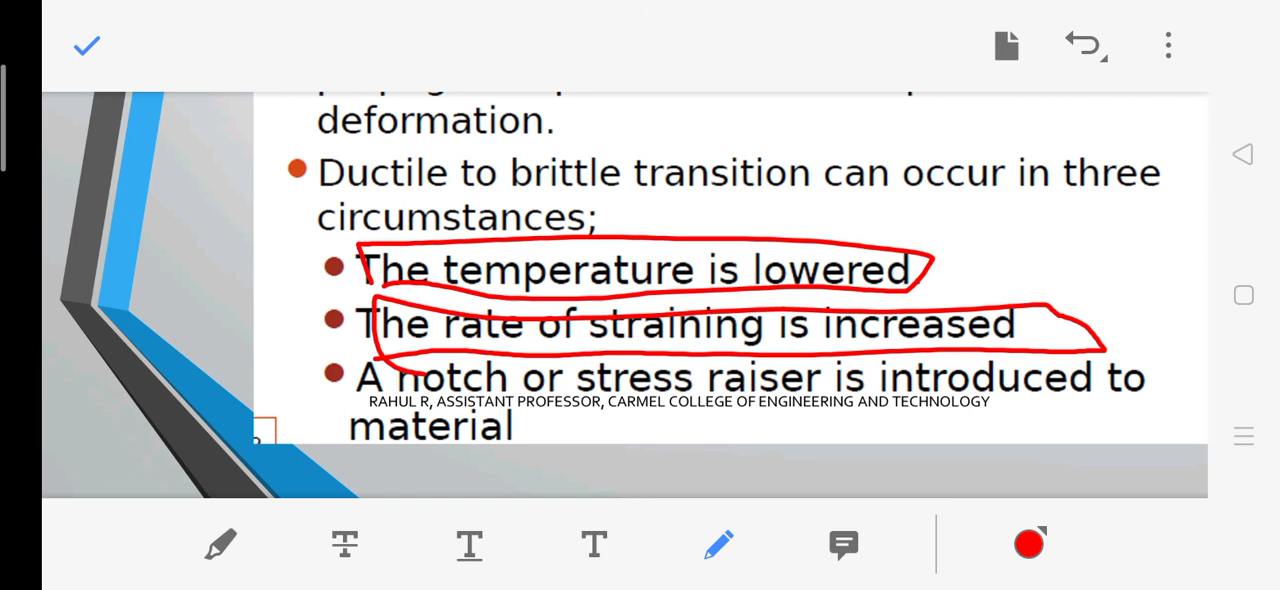 deformation.
Ductile to brittle transition can occur in three
circumstances;
The temperature is lowered
The rate of straining is increased
A notch or stress raiser is introduced to
RAHUL R, ASSISTANT PROFESSOR, CARMEL COLLEGE OF ENGINEERING AND TECHNOLOGY
material